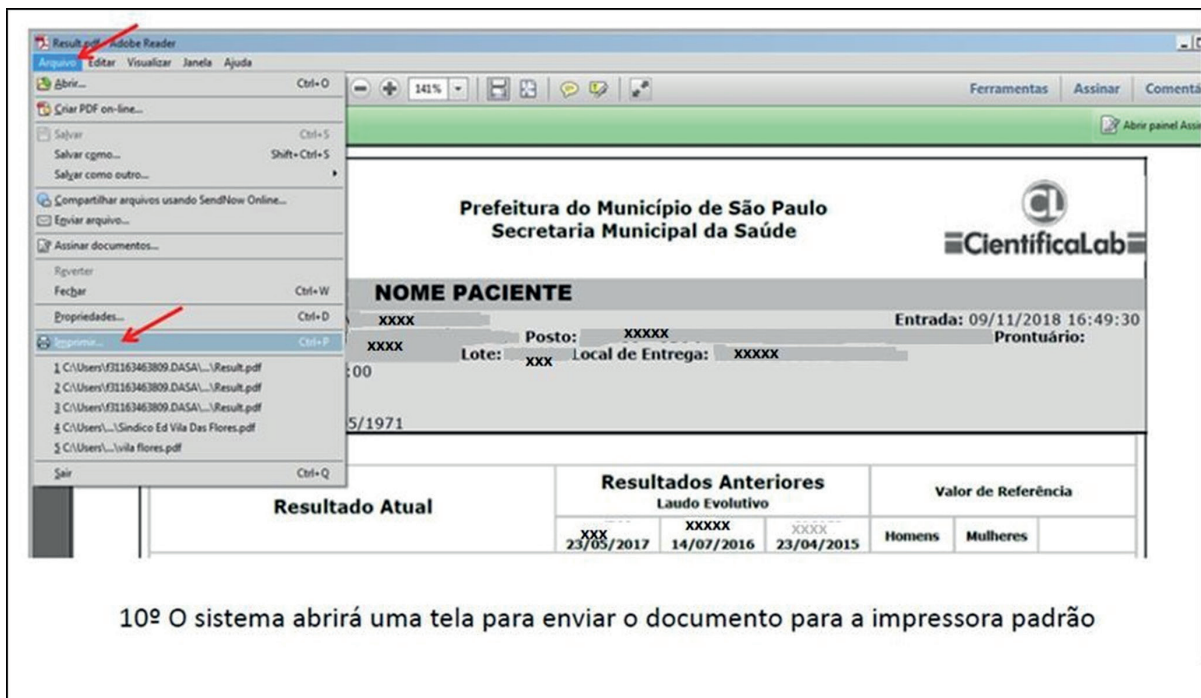 Result.pdf - Adobe Reader
Arquivo Editar Visualizar Janela Ajuda
Abrir... Ctrl+O
141%
Ferramentas Assinar Comentá
Criar PDF on-line...
Abrir painel Assi
Salvar Ctrl+S
Salvar como... Shift+Ctrl+S
Salvar como outro...
Compartilhar arquivos usando SendNow Online...
Enviar arquivo...
Assinar documentos...
Reverter
Fechar Ctrl+W
Propriedades... Ctrl+D
Imprimir... Ctrl+P
1 C:\Users\f31163463809.DASA\...\Result.pdf
2 C:\Users\f31163463809.DASA\...\Result.pdf
3 C:\Users\f31163463809.DASA\...\Result.pdf
4 C:\Users\...\Sindico Ed Vila Das Flores.pdf
5 C:\Users\...\vila flores.pdf
Sair Ctrl+Q
Prefeitura do Município de São Paulo
Secretaria Municipal da Saúde
CL
CientíficaLab
NOME PACIENTE
xxxx
Entrada: 09/11/2018 16:49:30
Posto: xxxxx Prontuário:
xxxx
Lote: xxx Local de Entrega: xxxxx
:00
5/1971
Resultado Atual
Resultados Anteriores
Laudo Evolutivo
Valor de Referência
xxx xxxxx xxxx
23/05/2017 14/07/2016 23/04/2015
Homens Mulheres
10º O sistema abrirá uma tela para enviar o documento para a impressora padrão